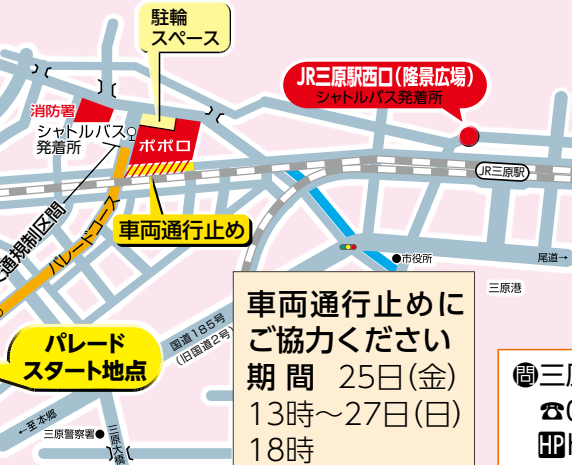 駐輪
スペース
JR三原駅西口(隆景広場)
シャトルバス発着所
消防署
シャトルバス
発着所
ポポロ
JR三原駅
車両通行止め
通規制区間
パレードコース
市役所
尾道→
三原港
国道185号
(旧国道2号)
パレード
スタート地点
←至本郷
三原警察署
三原大橋
車両通行止めに
ご協力ください
期 間 25日(金)
13時～27日(日)
18時
問三原
☎0
HP